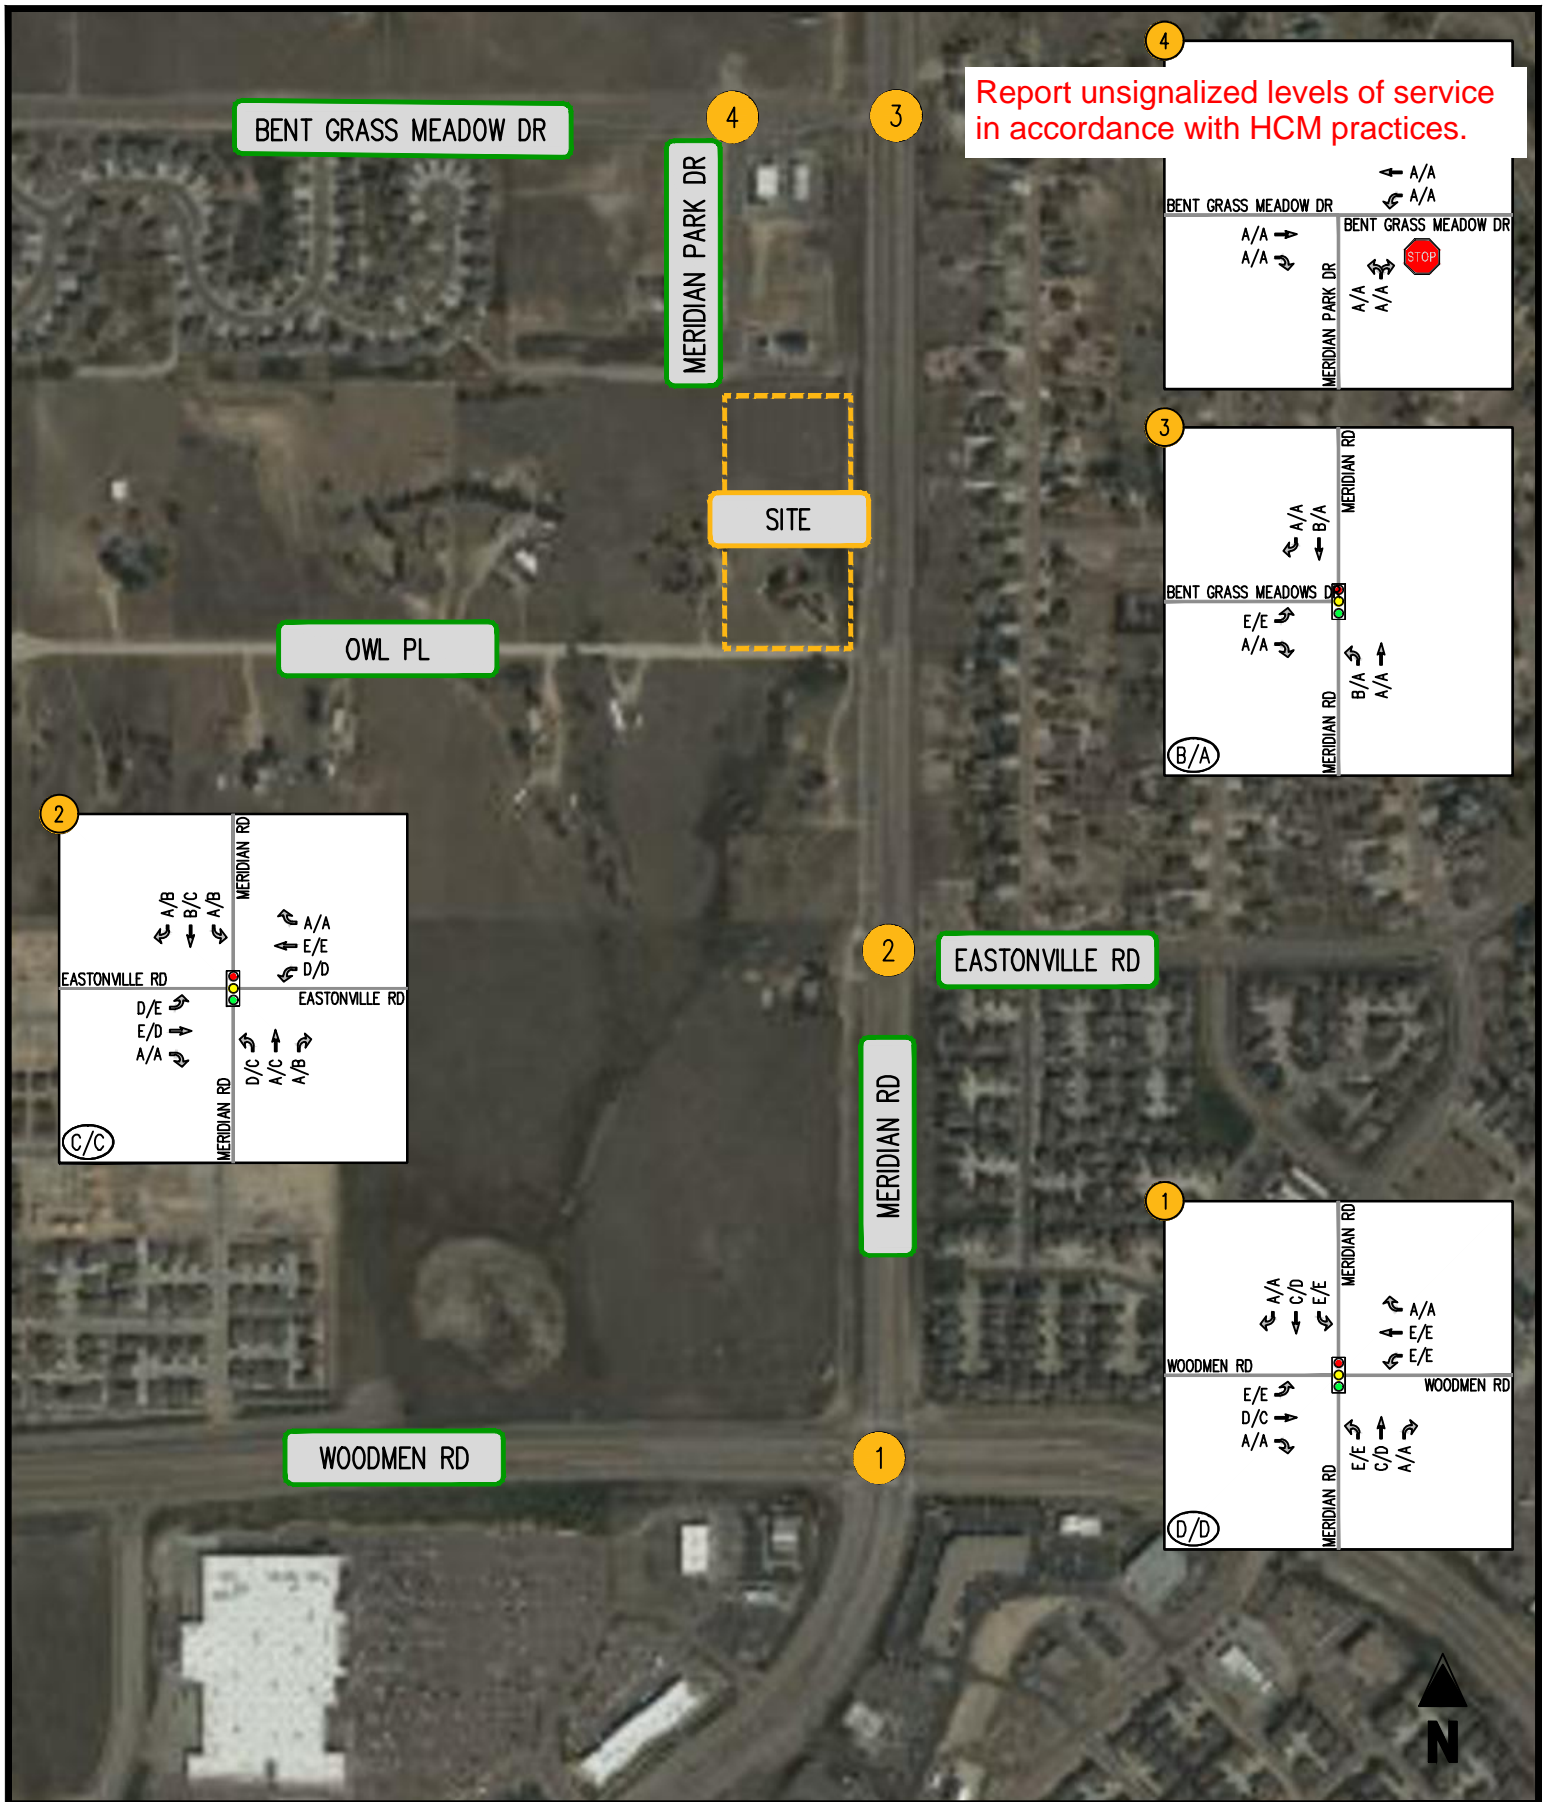 4
Report unsignalized levels of service
in accordance with HCM practices.
BENT GRASS MEADOW DR
4
3
MERIDIAN PARK DR
A/A
A/A
BENT GRASS MEADOW DR
BENT GRASS MEADOW DR
A/A
A/A
STOP
A/A
A/A
MERIDIAN PARK DR
3
MERIDIAN RD
A/A
B/A
BENT GRASS MEADOWS DR
E/E
A/A
B/A
A/A
MERIDIAN RD
B/A
SITE
OWL PL
2
MERIDIAN RD
A/B
B/C
A/B
A/A
E/E
D/D
EASTONVILLE RD
EASTONVILLE RD
D/E
E/D
A/A
D/C
A/C
A/B
MERIDIAN RD
C/C
2
EASTONVILLE RD
MERIDIAN RD
1
MERIDIAN RD
A/A
C/D
E/E
A/A
E/E
E/E
WOODMEN RD
WOODMEN RD
E/E
D/C
A/A
E/E
C/D
A/A
MERIDIAN RD
D/D
WOODMEN RD
1
N